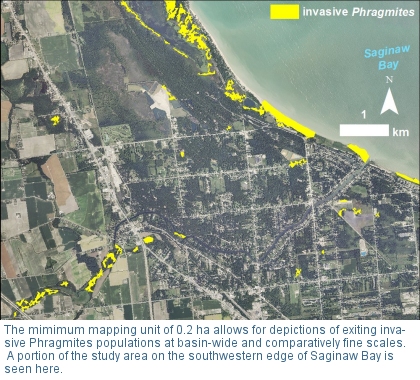 invasive Phragmites
Saginaw
Bay
N
1
km
The mimimum mapping unit of 0.2 ha allows for depictions of exiting inva-
sive Phragmites populations at basin-wide and comparatively fine scales.
A portion of the study area on the southwestern edge of Saginaw Bay is
seen here.